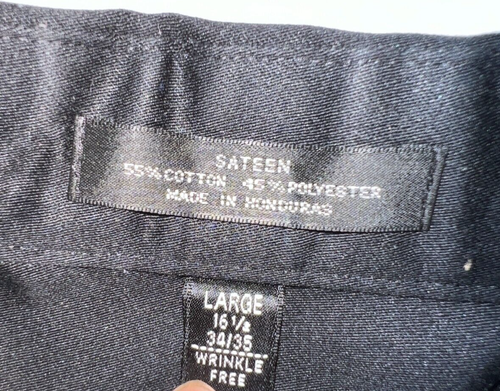 SATEEN
55% COTTON 45% POLYESTER
MADE IN HONDURAS
LARGE
16 1/2
34/35
WRINKLE
FREE